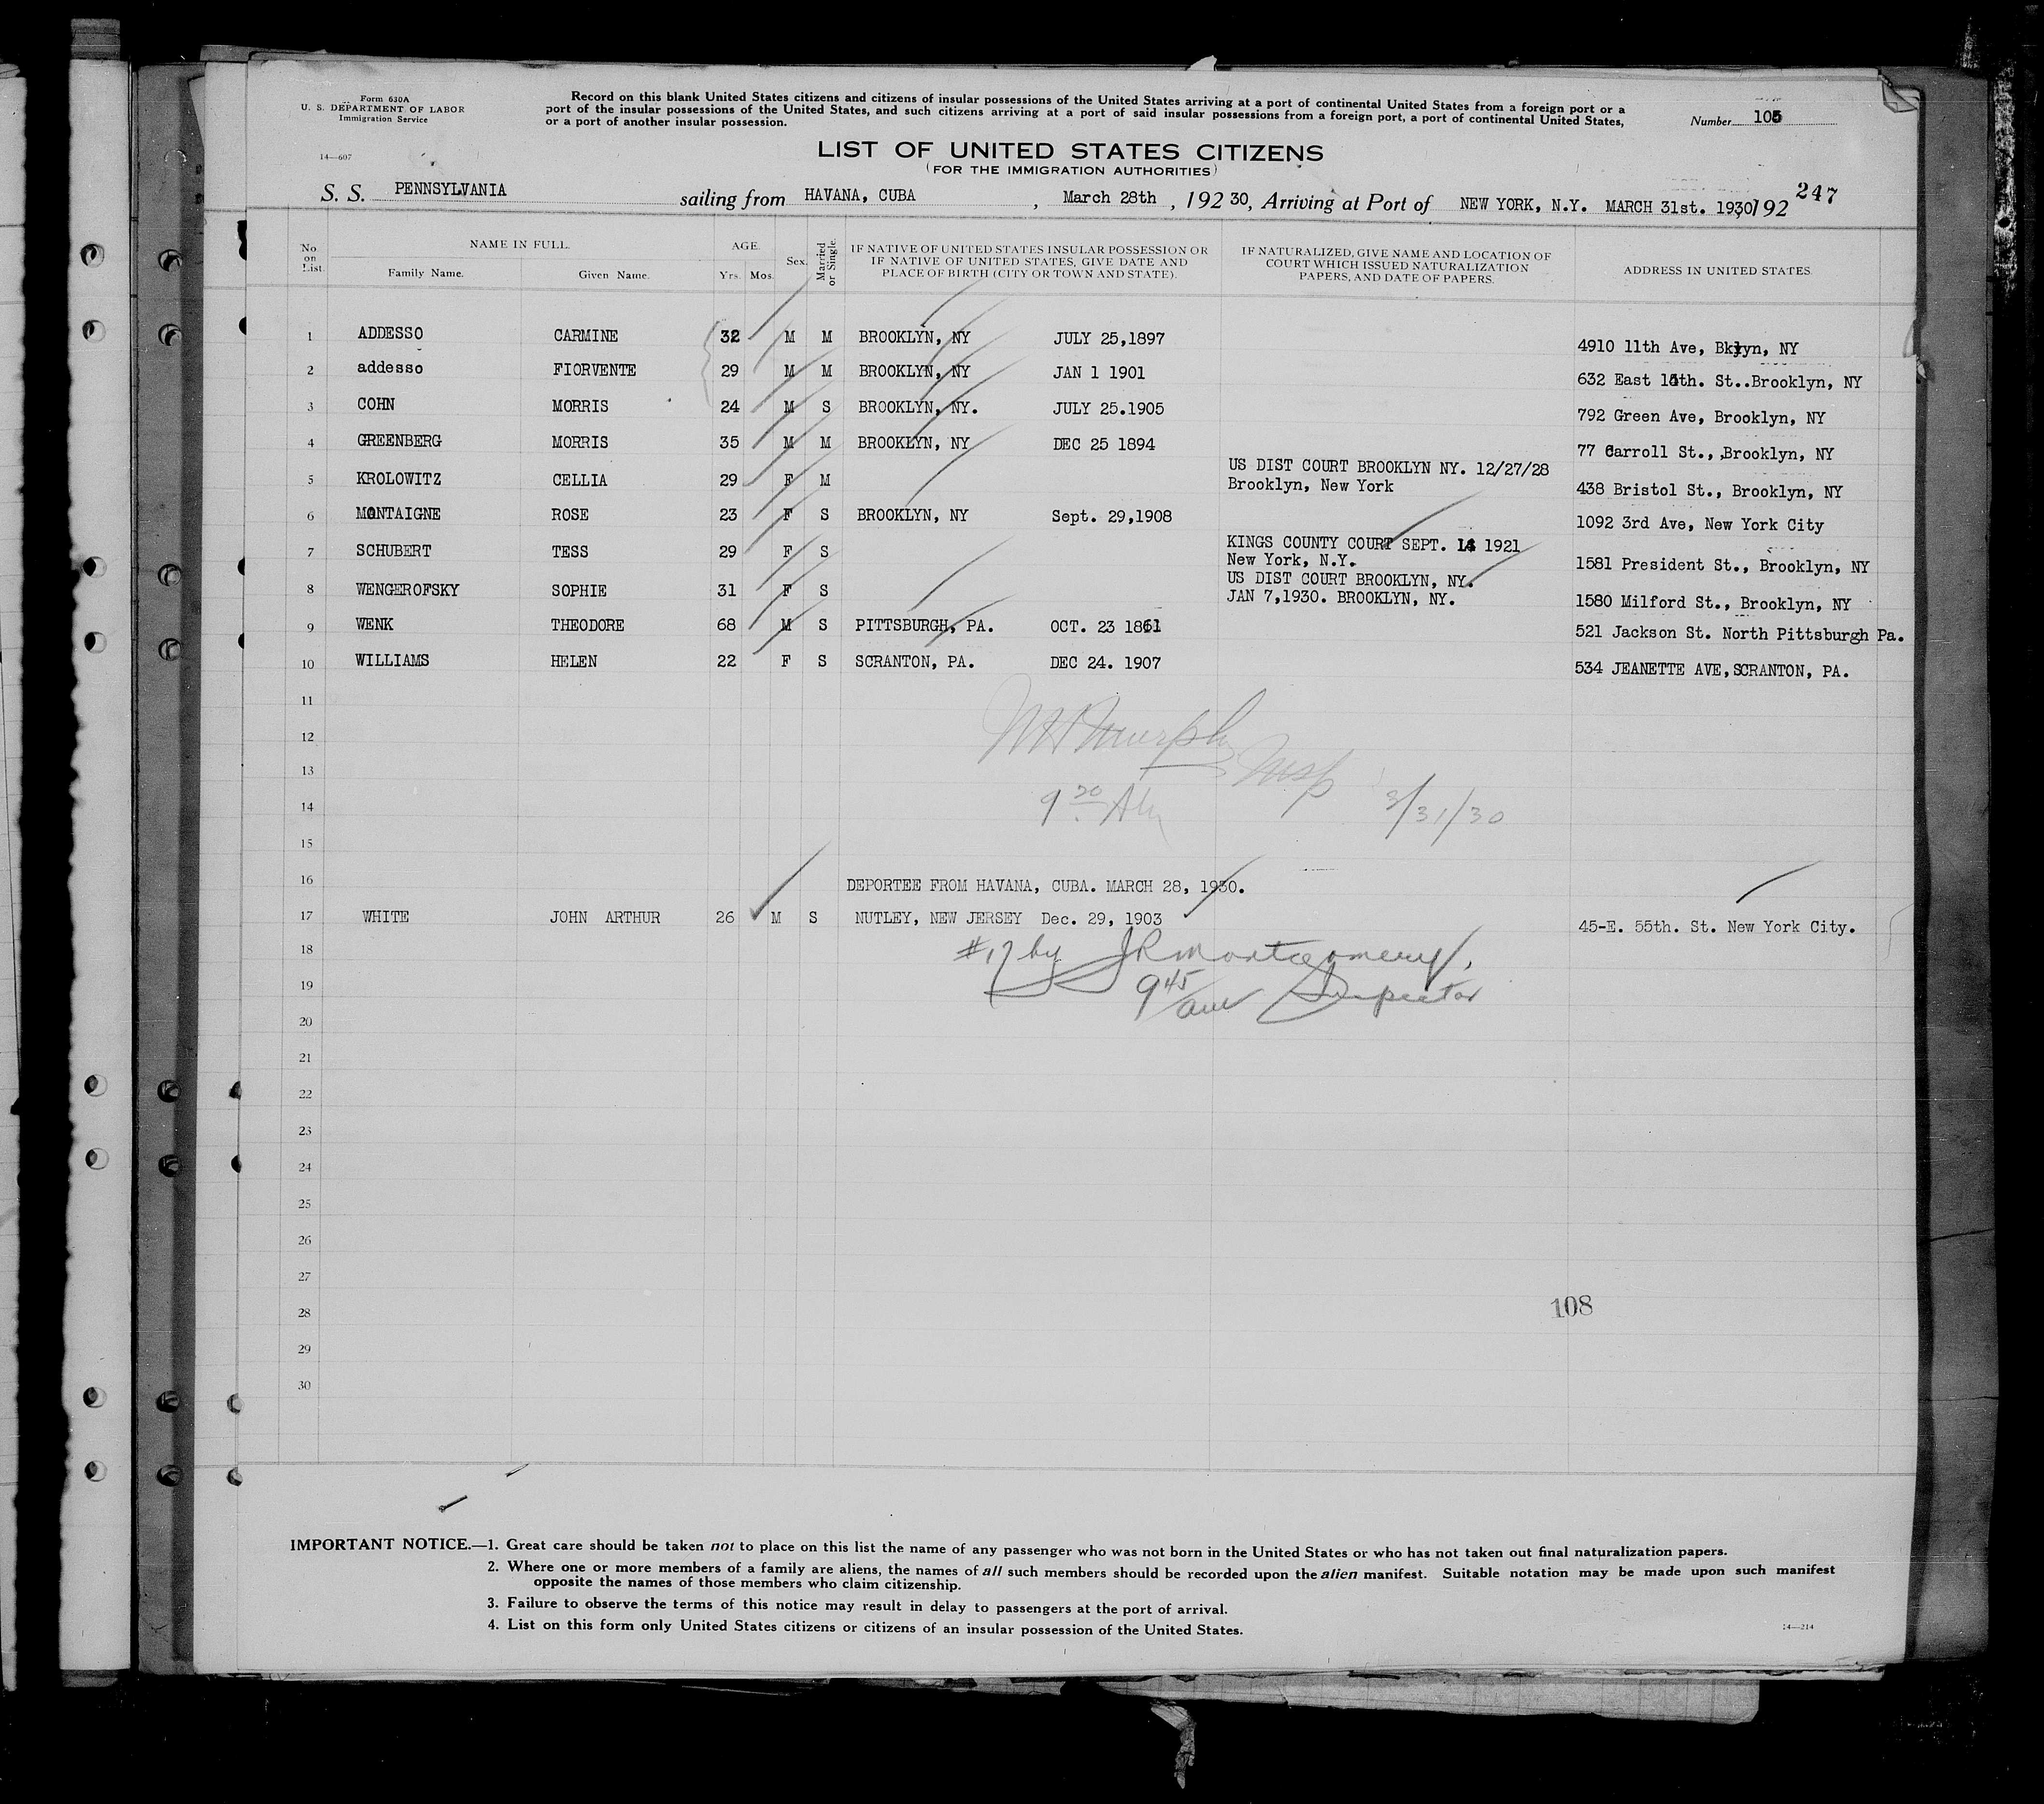 Form 630A
U. S. DEPARTMENT OF LABOR
Immigration Service
14—607
Record on this blank United States citizens and citizens of insular possessions of the United States arriving at a port of continental United States from a foreign port or a
port of the insular possessions of the United States, and such citizens arriving at a port of said insular possessions from a foreign port, a port of continental United States,
or a port of another insular possession.
Number 105
LIST OF UNITED STATES CITIZENS
(FOR THE IMMIGRATION AUTHORITIES)
247
S. S. PENNSYLVANIA sailing from HAVANA, CUBA , March 28th , 192 30, Arriving at Port of NEW YORK, N.Y. MARCH 31st. 1930/192
No on List. NAME IN FULL. Family Name. Given Name. AGE. Yrs. Mos. Sex. Married or Single. IF NATIVE OF UNITED STATES INSULAR POSSESSION OR IF NATIVE OF UNITED STATES, GIVE DATE AND PLACE OF BIRTH (CITY OR TOWN AND STATE). IF NATURALIZED, GIVE NAME AND LOCATION OF COURT WHICH ISSUED NATURALIZATION PAPERS, AND DATE OF PAPERS. ADDRESS IN UNITED STATES.
1 ADDESSO CARMINE 32 M M BROOKLYN, NY JULY 25,1897 4910 11th Ave, Bklyn, NY
2 addesso FIORVENTE 29 M M BROOKLYN, NY JAN 1 1901 632 East St..Brooklyn, NY
3 COHN MORRIS 24 M S BROOKLYN, NY. JULY 25.1905 792 Green Ave, Brooklyn, NY
4 GREENBERG MORRIS 35 M M BROOKLYN, NY DEC 25 1894 77 Carroll St., ,Brooklyn, NY
5 KROLOWITZ CELLIA 29 F M US DIST COURT BROOKLYN NY. 12/27/28 438 Bristol St., Brooklyn, NY
Brooklyn, New York
6 MONTAIGNE ROSE 23 F S BROOKLYN, NY Sept. 29,1908 1092 3rd Ave, New York City
7 SCHUBERT TESS 29 F S KINGS COUNTY COURT SEPT. 14 1921 1581 President St., Brooklyn, NY
New York, N.Y.
8 WENGEROFSKY SOPHIE 31 F S US DIST COURT BROOKLYN, NY. 1580 Milford St., Brooklyn, NY
JAN 7,1930. BROOKLYN, NY.
9 WENK THEODORE 68 M S PITTSBURGH, PA. OCT. 23 1861 521 Jackson St. North Pittsburgh Pa.
10 WILLIAMS HELEN 22 F S SCRANTON, PA. DEC 24. 1907 534 JEANETTE AVE,SCRANTON, PA.
11
12 Murphy Insp
13
14 9 30 AM 3/31/30
15
16 DEPORTEE FROM HAVANA, CUBA. MARCH 28, 1930.
17 WHITE JOHN ARTHUR 26 M S NUTLEY, NEW JERSEY Dec. 29, 1903 45-E. 55th. St. New York City.
18 #17 by JR Montgomery,
19 9 45 am Inspector
20
21
22
23
24
25
26
27
28 108
29
30
IMPORTANT NOTICE.—1. Great care should be taken not to place on this list the name of any passenger who was not born in the United States or who has not taken out final naturalization papers.
2. Where one or more members of a family are aliens, the names of all such members should be recorded upon the alien manifest. Suitable notation may be made upon such manifest
opposite the names of those members who claim citizenship.
3. Failure to observe the terms of this notice may result in delay to passengers at the port of arrival.
4. List on this form only United States citizens or citizens of an insular possession of the United States.
14—214